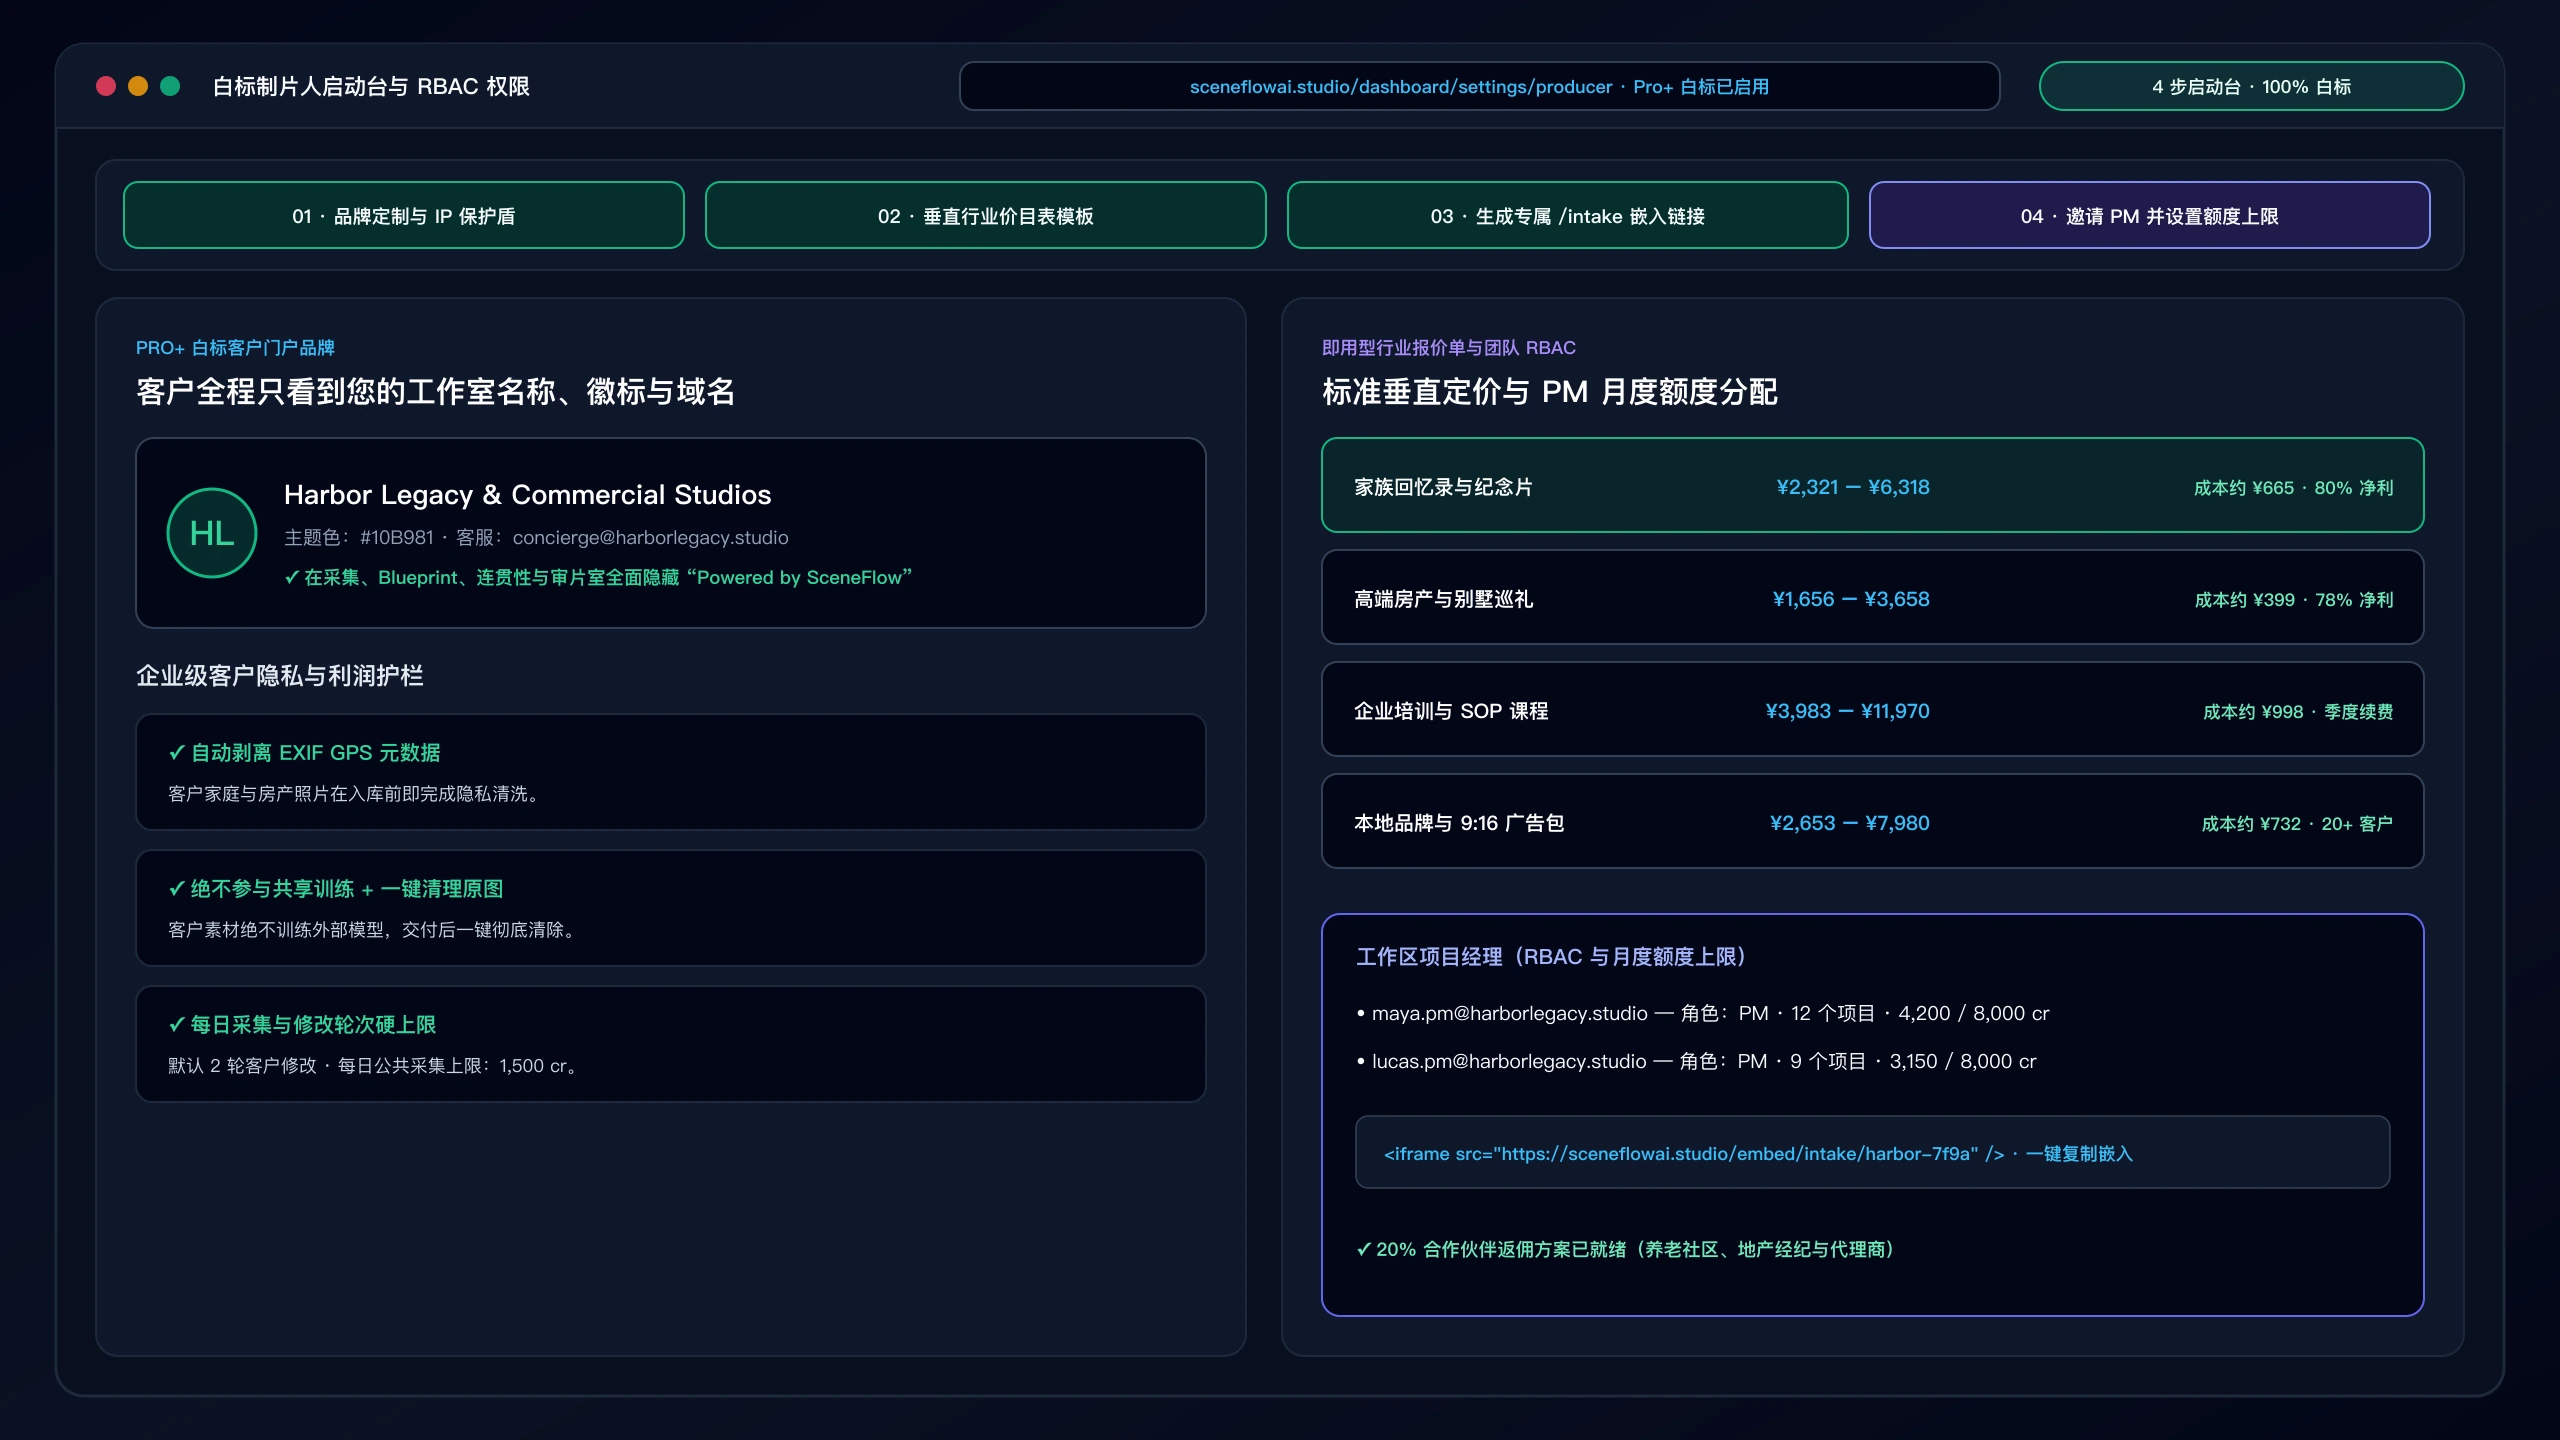 白标制片人启动台与 RBAC 权限
sceneflowai.studio/dashboard/settings/producer · Pro+ 白标已启用
4 步启动台 · 100% 白标
01 · 品牌定制与 IP 保护盾
02 · 垂直行业价目表模板
03 · 生成专属 /intake 嵌入链接
04 · 邀请 PM 并设置额度上限
PRO+ 白标客户门户品牌
客户全程只看到您的工作室名称、徽标与域名
HL
Harbor Legacy & Commercial Studios
主题色：#10B981 · 客服：concierge@harborlegacy.studio
✓ 在采集、Blueprint、连贯性与审片室全面隐藏 “Powered by SceneFlow”
企业级客户隐私与利润护栏
✓ 自动剥离 EXIF GPS 元数据
客户家庭与房产照片在入库前即完成隐私清洗。
✓ 绝不参与共享训练 + 一键清理原图
客户素材绝不训练外部模型，交付后一键彻底清除。
✓ 每日采集与修改轮次硬上限
默认 2 轮客户修改 · 每日公共采集上限：1,500 cr。
即用型行业报价单与团队 RBAC
标准垂直定价与 PM 月度额度分配
家族回忆录与纪念片
¥2,321 — ¥6,318
成本约 ¥665 · 80% 净利
高端房产与别墅巡礼
¥1,656 — ¥3,658
成本约 ¥399 · 78% 净利
企业培训与 SOP 课程
¥3,983 — ¥11,970
成本约 ¥998 · 季度续费
本地品牌与 9:16 广告包
¥2,653 — ¥7,980
成本约 ¥732 · 20+ 客户
工作区项目经理（RBAC 与月度额度上限）
• maya.pm@harborlegacy.studio — 角色：PM · 12 个项目 · 4,200 / 8,000 cr
• lucas.pm@harborlegacy.studio — 角色：PM · 9 个项目 · 3,150 / 8,000 cr
<iframe src="https://sceneflowai.studio/embed/intake/harbor-7f9a" /> · 一键复制嵌入
✓ 20% 合作伙伴返佣方案已就绪（养老社区、地产经纪与代理商）